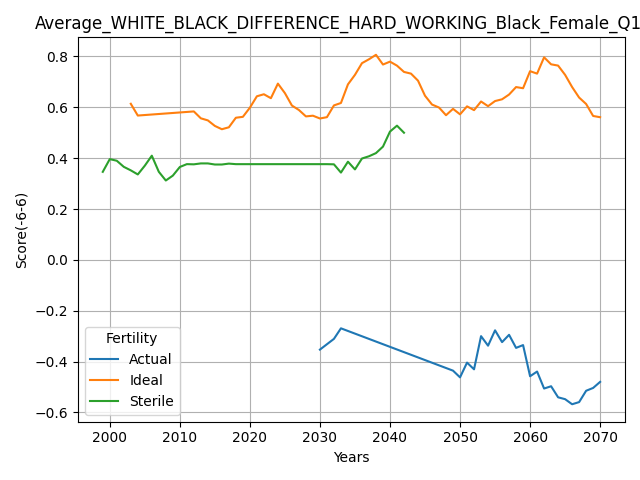 Average_WHITE_BLACK_DIFFERENCE_HARD_WORKING_Black_Female_Q1
Score(-6-6)
0.8
0.6
0.4
0.2
0.0
−0.2
−0.4
−0.6
Fertility
Actual
Ideal
Sterile
2000 2010 2020 2030 2040 2050 2060 2070
Years